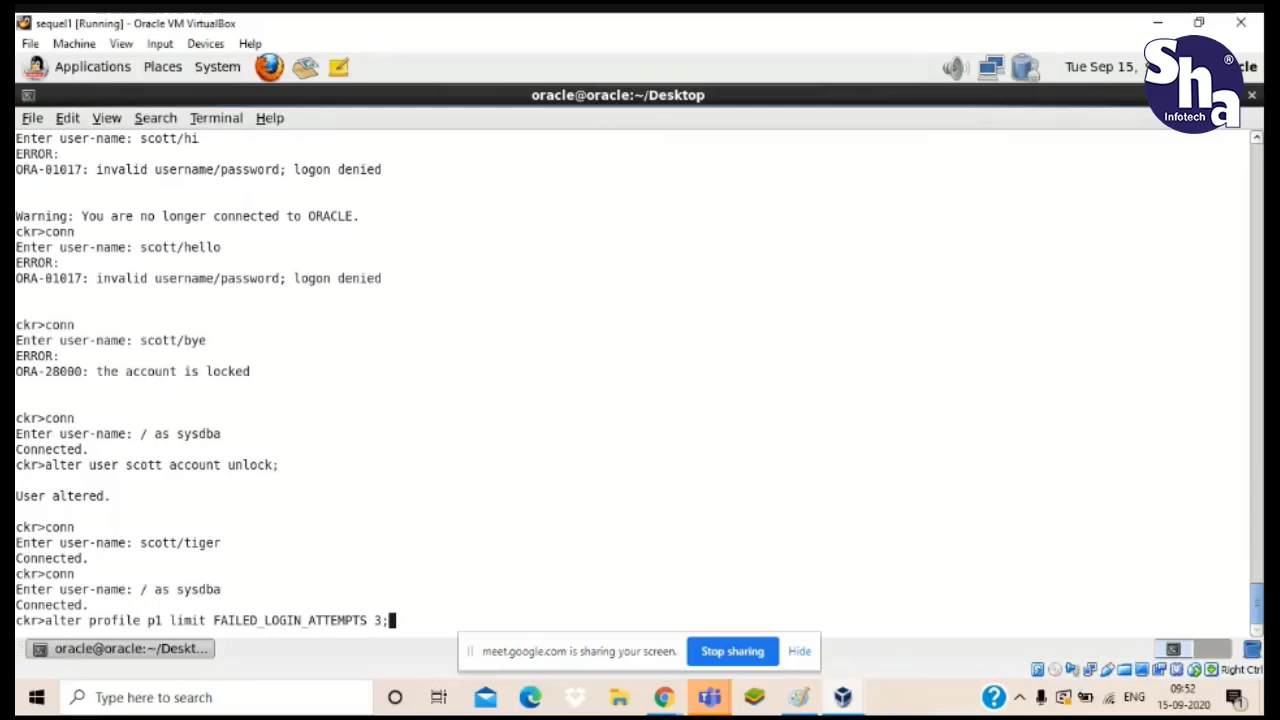 sequel1 [Running] - Oracle VM VirtualBox
File Machine View Input Devices Help
Applications Places System
Tue Sep 15,
cle
Sha
®
Infotech
oracle@oracle:~/Desktop
File Edit View Search Terminal Help
Enter user-name: scott/hi
ERROR:
ORA-01017: invalid username/password; logon denied
Warning: You are no longer connected to ORACLE.
ckr>conn
Enter user-name: scott/hello
ERROR:
ORA-01017: invalid username/password; logon denied
ckr>conn
Enter user-name: scott/bye
ERROR:
ORA-28000: the account is locked
ckr>conn
Enter user-name: / as sysdba
Connected.
ckr>alter user scott account unlock;
User altered.
ckr>conn
Enter user-name: scott/tiger
Connected.
ckr>conn
Enter user-name: / as sysdba
Connected.
ckr>alter profile p1 limit FAILED_LOGIN_ATTEMPTS 3;
oracle@oracle:~/Deskt...
meet.google.com is sharing your screen. Stop sharing Hide
Right Ctrl
Type here to search
ENG
09:52
15-09-2020
1